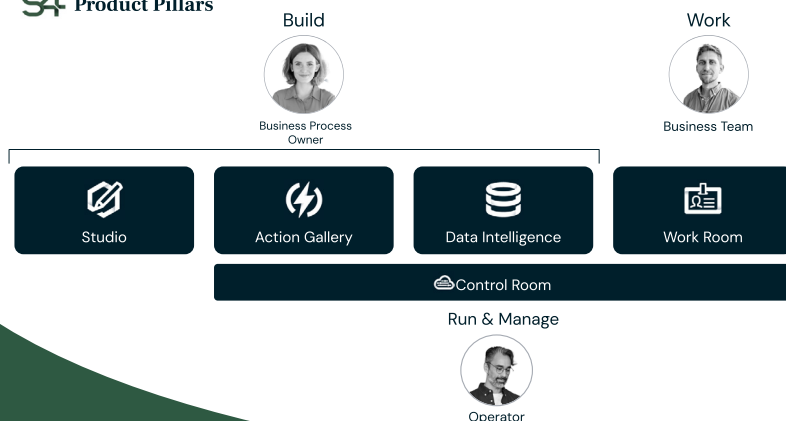 S4 Product Pillars
Build
Work
Business Process
Owner
Business Team
Studio
Action Gallery
Data Intelligence
Work Room
Control Room
Run & Manage
Operator